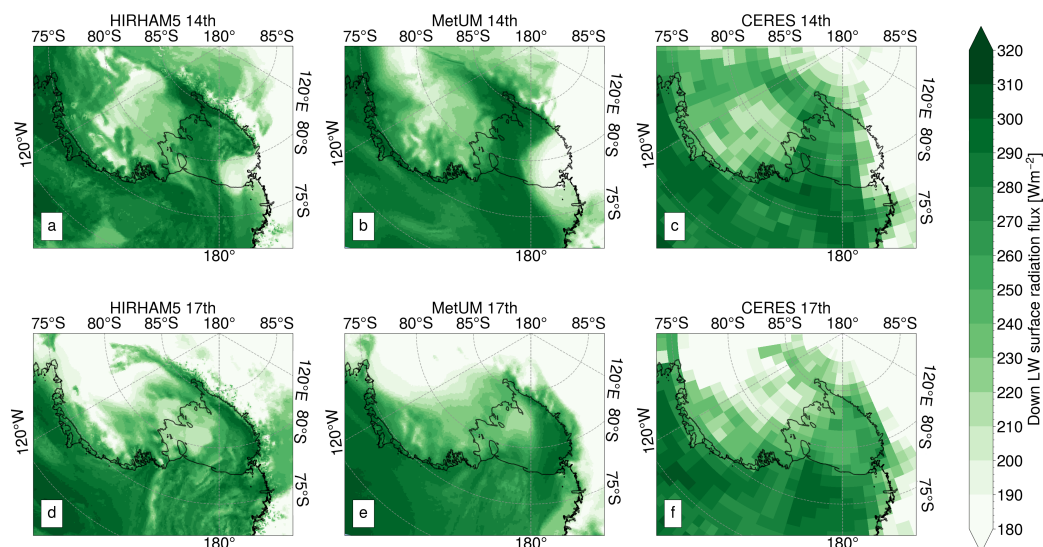 HIRHAM5 14th
MetUM 14th
CERES 14th
75°S 80°S 85°S 180° 85°S
75°S 80°S 85°S 180° 85°S
75°S 80°S 85°S 180° 85°S
120°W
120°E
80°S
75°S
180°
a
120°W
120°E
80°S
75°S
180°
b
120°W
120°E
80°S
75°S
180°
c
HIRHAM5 17th
MetUM 17th
CERES 17th
75°S 80°S 85°S 180° 85°S
75°S 80°S 85°S 180° 85°S
75°S 80°S 85°S 180° 85°S
120°W
120°E
80°S
75°S
180°
d
120°W
120°E
80°S
75°S
180°
e
120°W
120°E
80°S
75°S
180°
f
320
310
300
290
280
270
260
250
240
230
220
210
200
190
180
Down LW surface radiation flux [Wm⁻²]